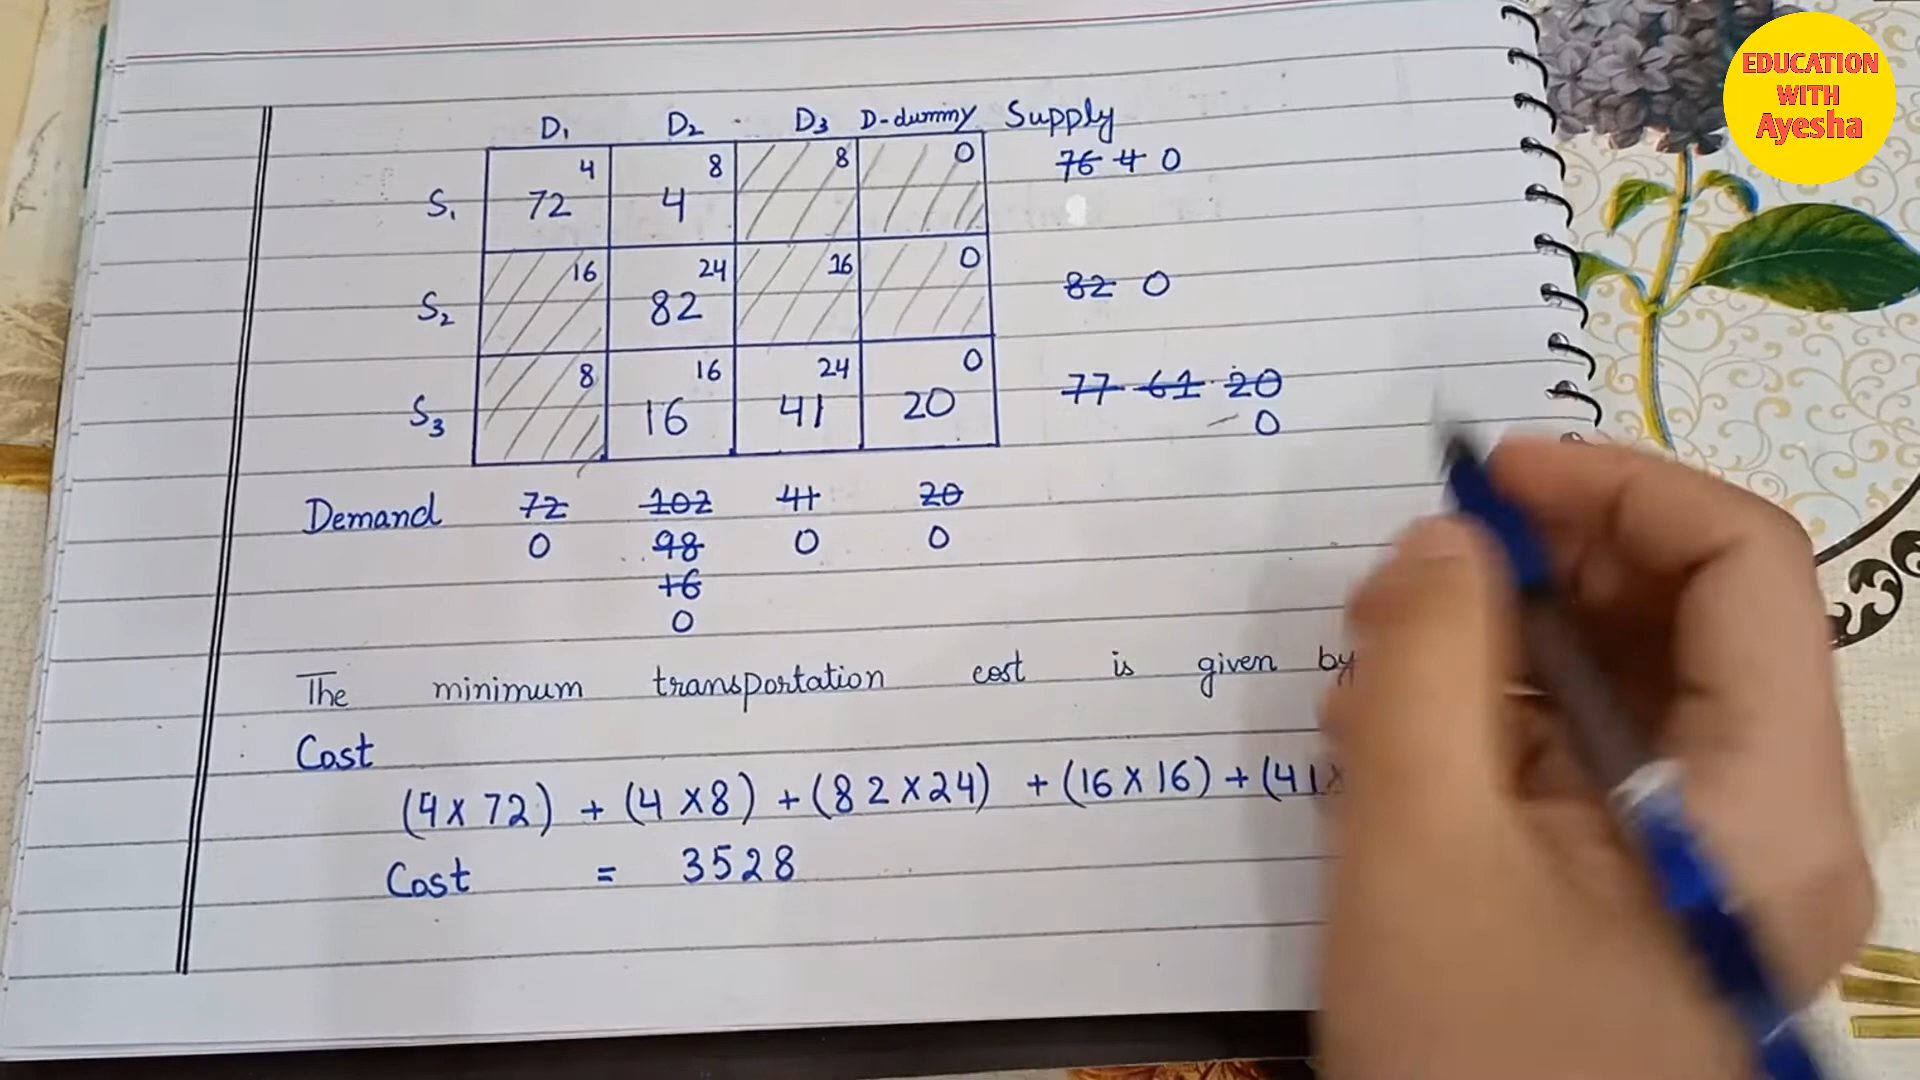 EDUCATION
WITH
Ayesha
D₁ D₂ D₃ D-dummy Supply
4 8 8 0 76 4 0
S₁ 72 4
16 24 16 0 82 0
S₂ 82
8 16 24 0 77 61 20
S₃ 16 41 20 0
Demand 72 102 41 20
0 98 0 0
16
0
The minimum transportation cost is given by
Cost
(4 x 72) + (4 x 8) + (82 x 24) + (16 x 16) + (41 x
Cost = 3528